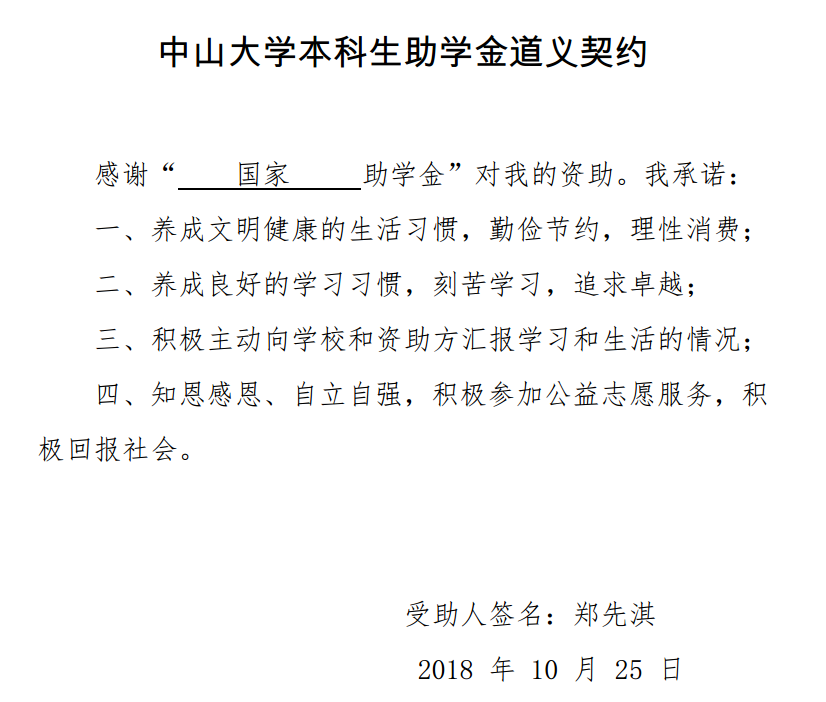 中山大学本科生助学金道义契约
感谢“ 国家 助学金”对我的资助。我承诺：
一、养成文明健康的生活习惯，勤俭节约，理性消费；
二、养成良好的学习习惯，刻苦学习，追求卓越；
三、积极主动向学校和资助方汇报学习和生活的情况；
四、知恩感恩、自立自强，积极参加公益志愿服务，积
极回报社会。
受助人签名：郑先淇
2018 年 10 月 25 日